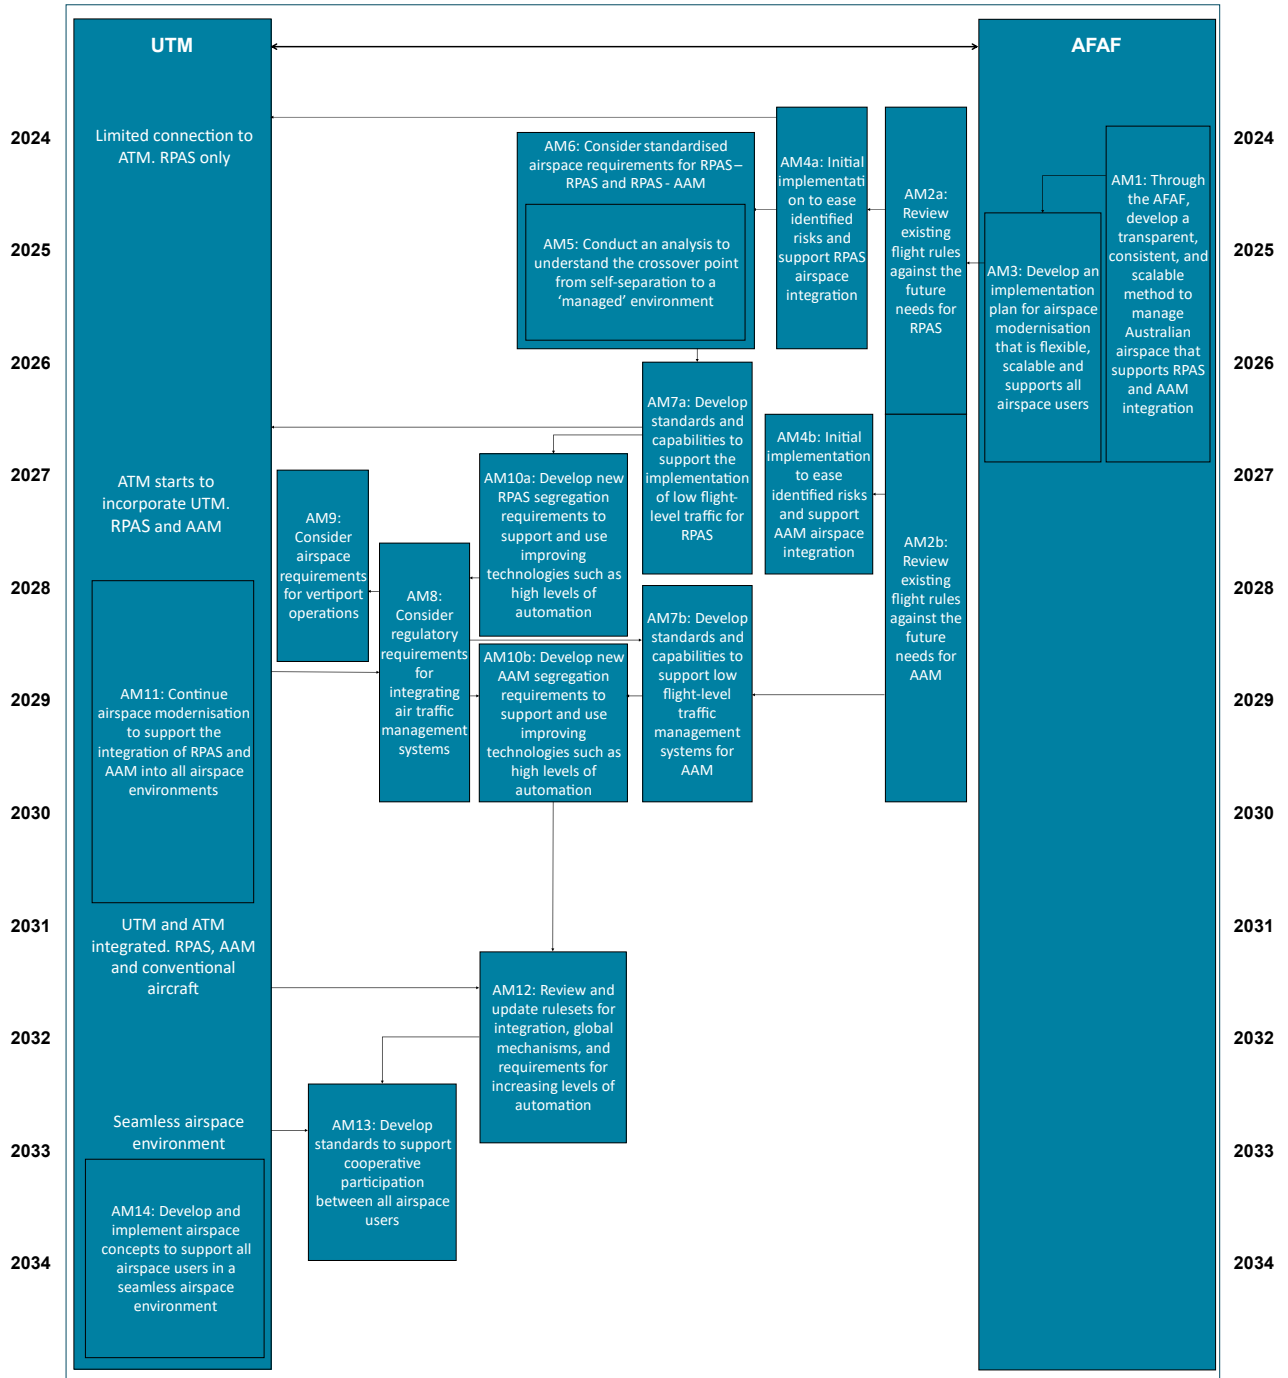 UTM
AFAF
2024
2024
Limited connection to
ATM. RPAS only
AM6: Consider standardised
airspace requirements for RPAS –
RPAS and RPAS - AAM
AM5: Conduct an analysis to
understand the crossover point
from self-separation to a
‘managed’ environment
AM4a: Initial
implementati
on to ease
identified
risks and
support RPAS
airspace
integration
AM2a:
Review
existing
flight rules
against the
future
needs for
RPAS
AM3: Develop an
implementation
plan for airspace
modernisation
that is flexible,
scalable and
supports all
airspace users
AM1: Through
the AFAF,
develop a
transparent,
consistent, and
scalable
method to
manage
Australian
airspace that
supports RPAS
and AAM
integration
2025
2025
2026
2026
AM7a: Develop
standards and
capabilities to
support the
implementation
of low flight-
level traffic for
RPAS
AM4b: Initial
implementation
to ease
identified risks
and support
AAM airspace
integration
2027
2027
ATM starts to
incorporate UTM.
RPAS and AAM
AM10a: Develop new
RPAS segregation
requirements to
support and use
improving
technologies such as
high levels of
automation
AM9:
Consider
airspace
requirements
for vertiport
operations
AM8:
Consider
regulatory
requirements
for
integrating
air traffic
management
systems
AM2b:
Review
existing
flight rules
against the
future
needs for
AAM
2028
2028
AM7b: Develop
standards and
capabilities to
support low
flight-level
traffic
management
systems for
AAM
AM10b: Develop new
AAM segregation
requirements to
support and use
improving
technologies such as
high levels of
automation
AM11: Continue
airspace modernisation
to support the
integration of RPAS and
AAM into all airspace
environments
2029
2029
2030
2030
2031
2031
UTM and ATM
integrated. RPAS, AAM
and conventional
aircraft
AM12: Review and
update rulesets for
integration, global
mechanisms, and
requirements for
increasing levels of
automation
2032
2032
Seamless airspace
environment
AM13: Develop
standards to support
cooperative
participation
between all airspace
users
2033
2033
AM14: Develop and
implement airspace
concepts to support all
airspace users in a
seamless airspace
environment
2034
2034